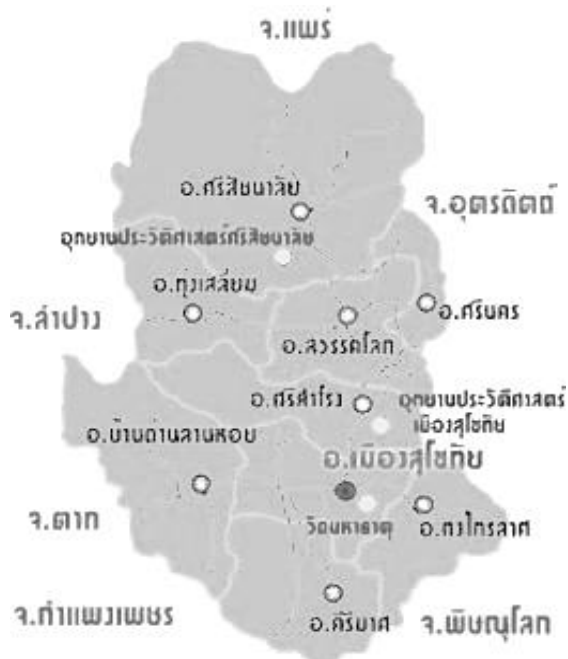 จ.แพร่
อ.ศรีสัชนาลัย
จ.อุตรดิตถ์
อุทยานประวัติศาสตร์ศรีสัชนาลัย
อ.ทุ่งเสลี่ยม
อ.ศรีนคร
จ.ลำปาง
อ.สวรรคโลก
อ.ศรีสำโรง
อุทยานประวัติศาสตร์
เมืองสุโขทัย
อ.บ้านด่านลานหอย
อ.เมืองสุโขทัย
จ.ตาก
วัดมหาธาตุ
อ.กงไกรลาศ
จ.กำแพงเพชร
อ.คีรีมาศ
จ.พิษณุโลก